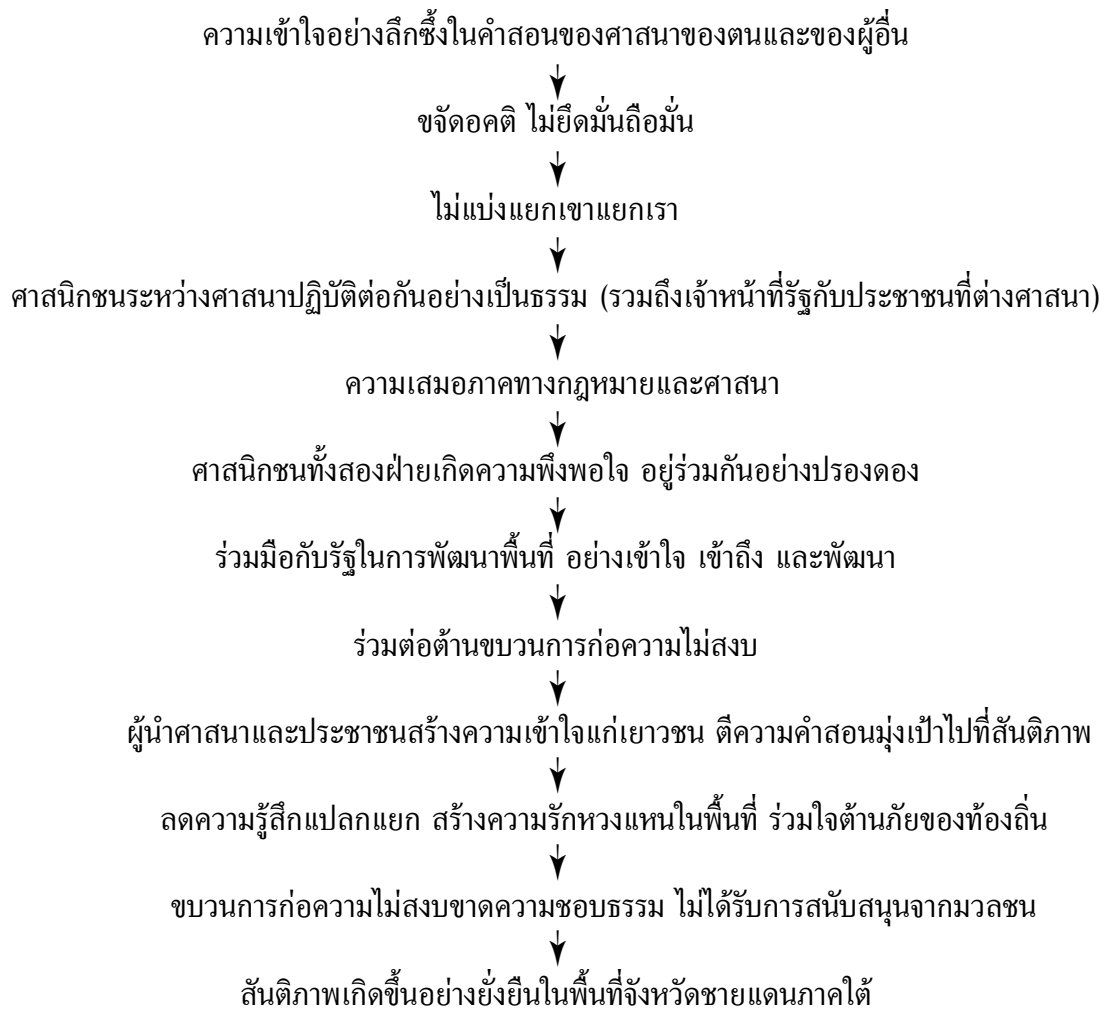 ความเข้าใจอย่างลึกซึ้งในคำสอนของศาสนาของตนและของผู้อื่น
ขจัดอคติ ไม่ยึดมั่นถือมั่น
ไม่แบ่งแยกเขาแยกเรา
ศาสนิกชนระหว่างศาสนาปฏิบัติต่อกันอย่างเป็นธรรม (รวมถึงเจ้าหน้าที่รัฐกับประชาชนที่ต่างศาสนา)
ความเสมอภาคทางกฎหมายและศาสนา
ศาสนิกชนทั้งสองฝ่ายเกิดความพึงพอใจ อยู่ร่วมกันอย่างปรองดอง
ร่วมมือกับรัฐในการพัฒนาพื้นที่ อย่างเข้าใจ เข้าถึง และพัฒนา
ร่วมต่อต้านขบวนการก่อความไม่สงบ
ผู้นำศาสนาและประชาชนสร้างความเข้าใจแก่เยาวชน ตีความคำสอนมุ่งเป้าไปที่สันติภาพ
ลดความรู้สึกแปลกแยก สร้างความรักหวงแหนในพื้นที่ ร่วมใจต้านภัยของท้องถิ่น
ขบวนการก่อความไม่สงบขาดความชอบธรรม ไม่ได้รับการสนับสนุนจากมวลชน
สันติภาพเกิดขึ้นอย่างยั่งยืนในพื้นที่จังหวัดชายแดนภาคใต้